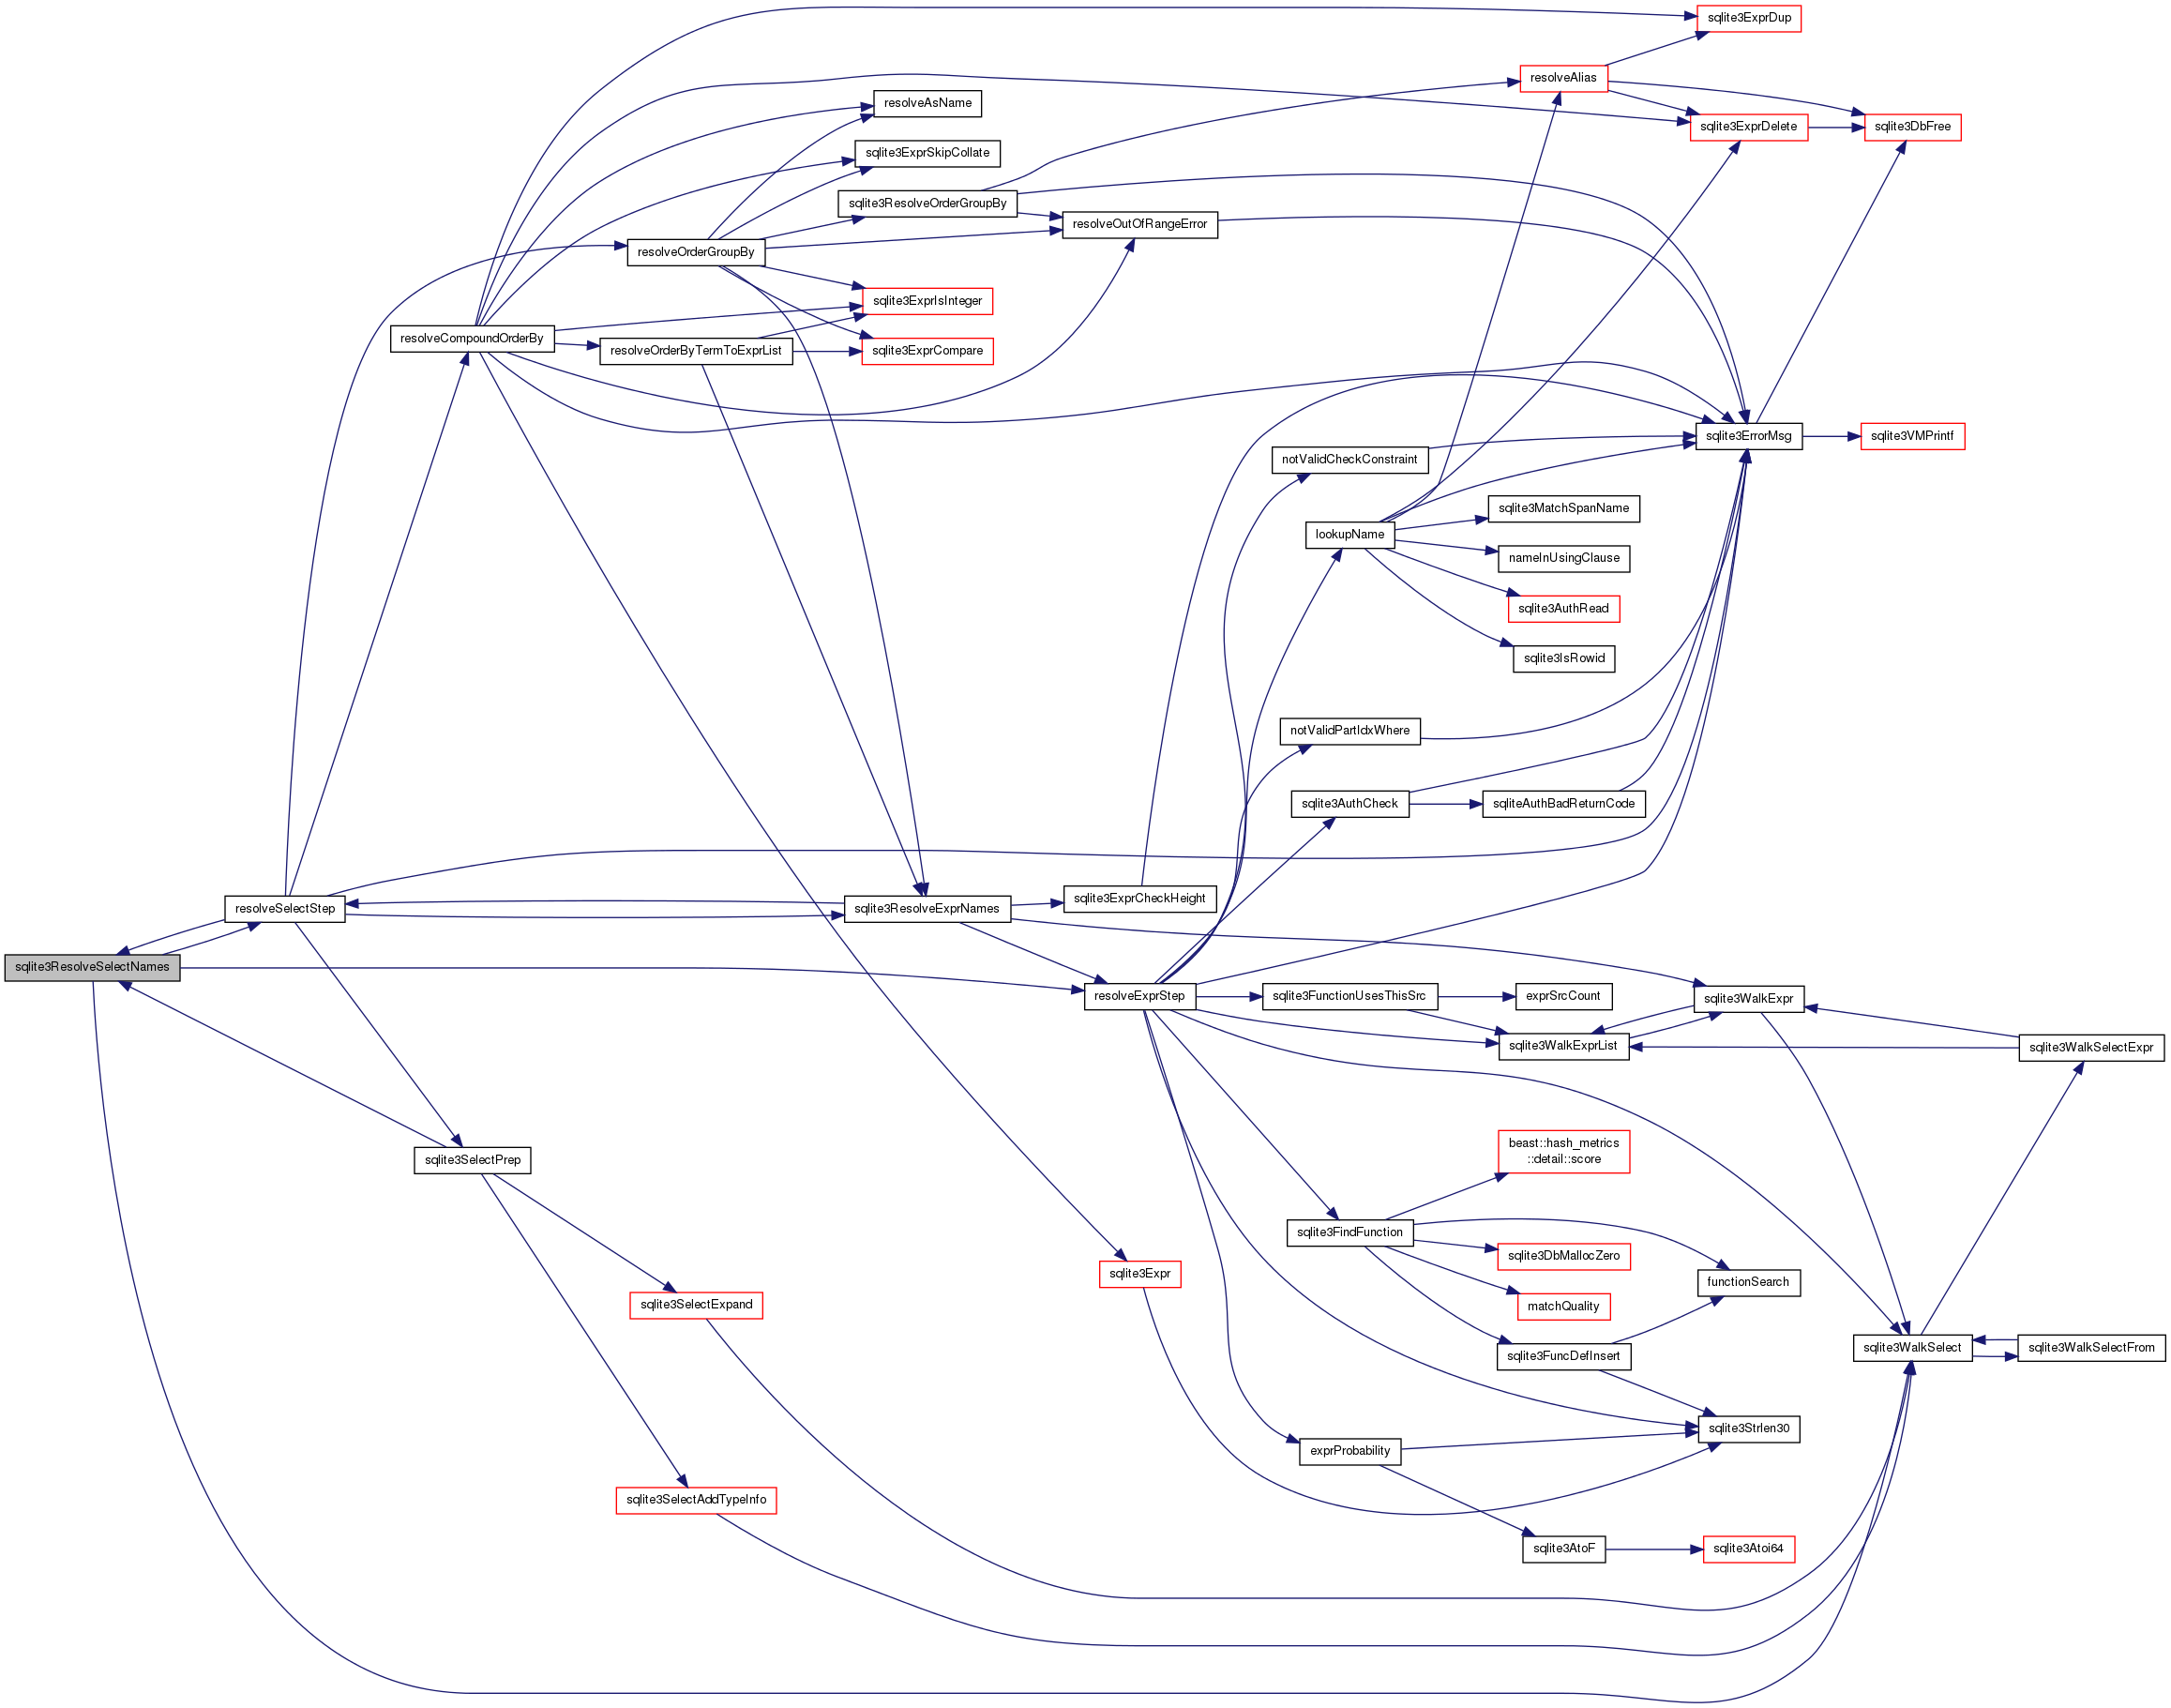 sqlite3ExprDup
resolveAlias
resolveAsName
sqlite3ExprDelete
sqlite3DbFree
sqlite3ExprSkipCollate
sqlite3ResolveOrderGroupBy
resolveOutOfRangeError
resolveOrderGroupBy
sqlite3ExprIsInteger
resolveCompoundOrderBy
resolveOrderByTermToExprList
sqlite3ExprCompare
sqlite3ErrorMsg
sqlite3VMPrintf
notValidCheckConstraint
sqlite3MatchSpanName
lookupName
nameInUsingClause
sqlite3AuthRead
sqlite3IsRowid
notValidPartIdxWhere
sqlite3AuthCheck
sqliteAuthBadReturnCode
sqlite3ExprCheckHeight
resolveSelectStep
sqlite3ResolveExprNames
sqlite3ResolveSelectNames
resolveExprStep
sqlite3FunctionUsesThisSrc
exprSrcCount
sqlite3WalkExpr
sqlite3WalkExprList
sqlite3WalkSelectExpr
beast::hash_metrics
::detail::score
sqlite3SelectPrep
sqlite3FindFunction
sqlite3DbMallocZero
sqlite3Expr
functionSearch
sqlite3SelectExpand
matchQuality
sqlite3FuncDefInsert
sqlite3WalkSelect
sqlite3WalkSelectFrom
sqlite3Strlen30
exprProbability
sqlite3SelectAddTypeInfo
sqlite3AtoF
sqlite3Atoi64